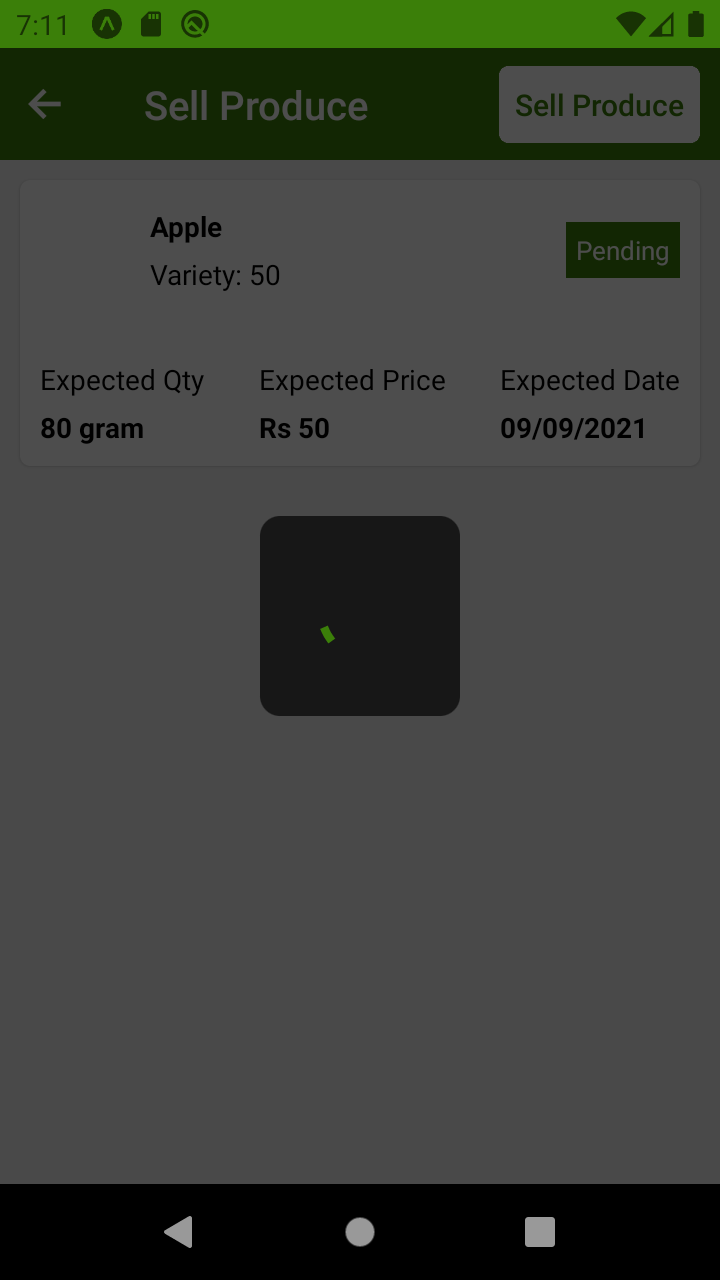 7:11
Sell Produce
Sell Produce
Apple
Pending
Variety: 50
Expected Qty
Expected Price
Expected Date
80 gram
Rs 50
09/09/2021